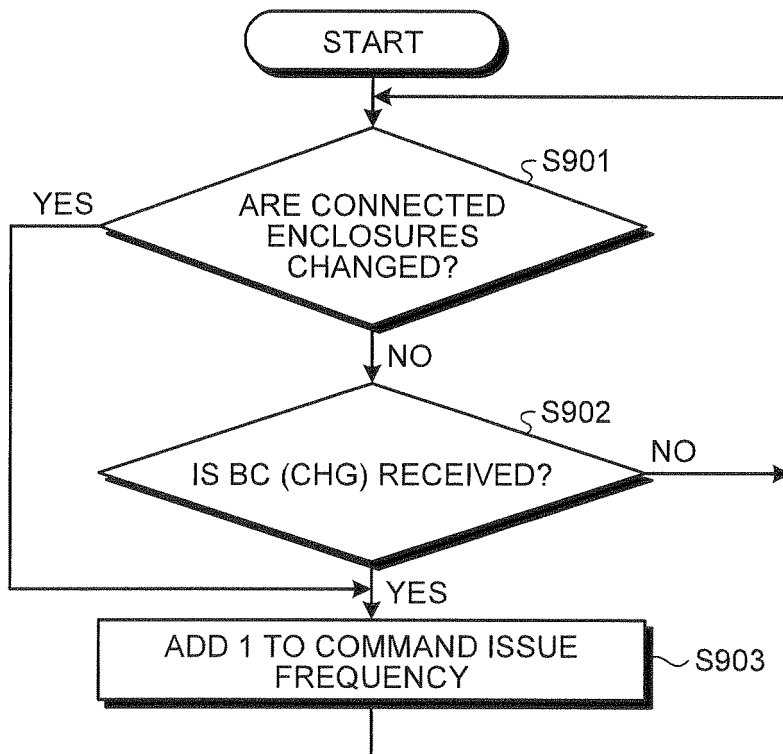 START
S901
YES
ARE CONNECTED
ENCLOSURES
CHANGED?
NO
S902
NO
IS BC (CHG) RECEIVED?
YES
ADD 1 TO COMMAND ISSUE
FREQUENCY
S903